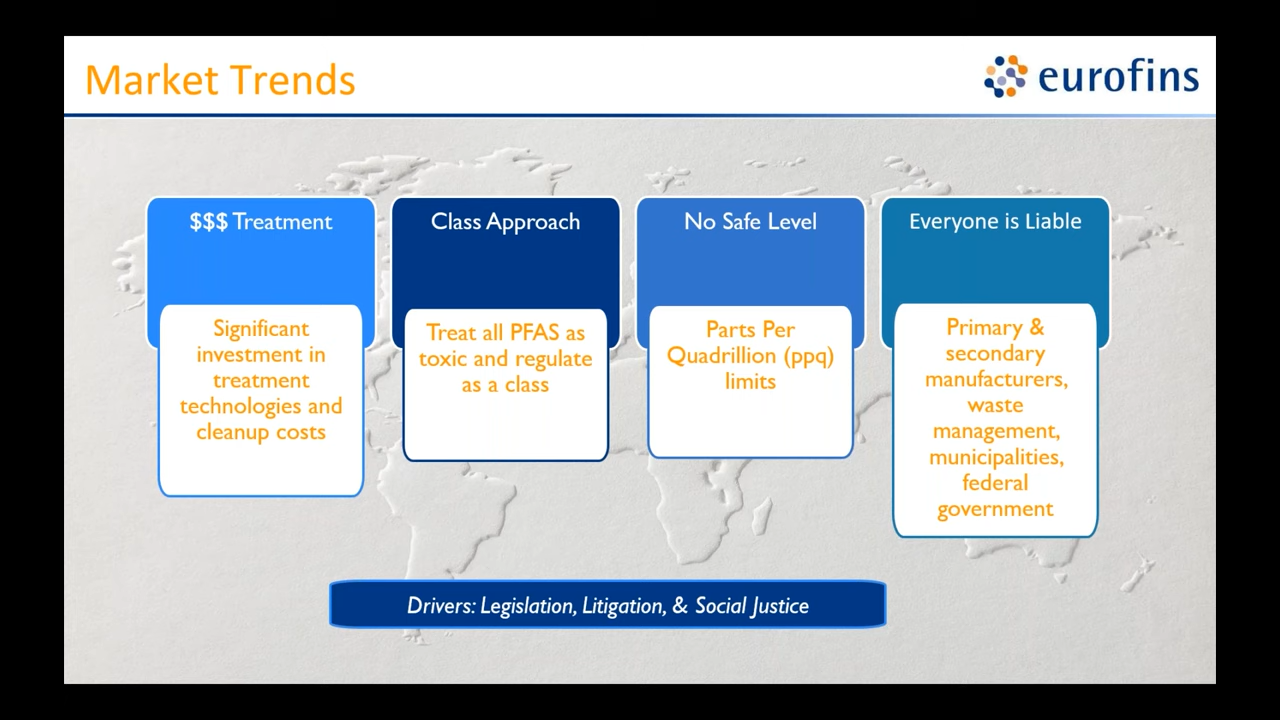 Market Trends
eurofins
$$$ Treatment
Significant
investment in
treatment
technologies and
cleanup costs
Class Approach
Treat all PFAS as
toxic and regulate
as a class
No Safe Level
Parts Per
Quadrillion (ppq)
limits
Everyone is Liable
Primary &
secondary
manufacturers,
waste
management,
municipalities,
federal
government
Drivers: Legislation, Litigation, & Social Justice